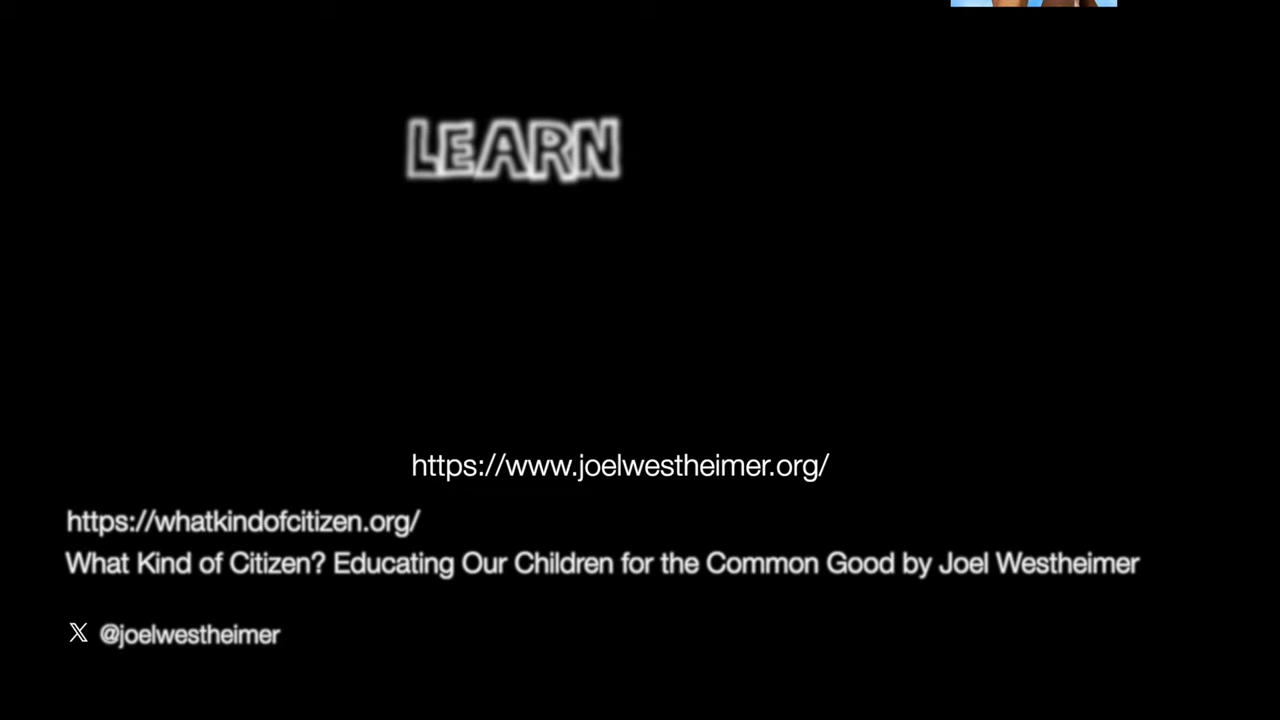 LEARN
https://www.joelwestheimer.org/
https://whatkindofcitizen.org/
What Kind of Citizen? Educating Our Children for the Common Good by Joel Westheimer
𝕏 @joelwestheimer